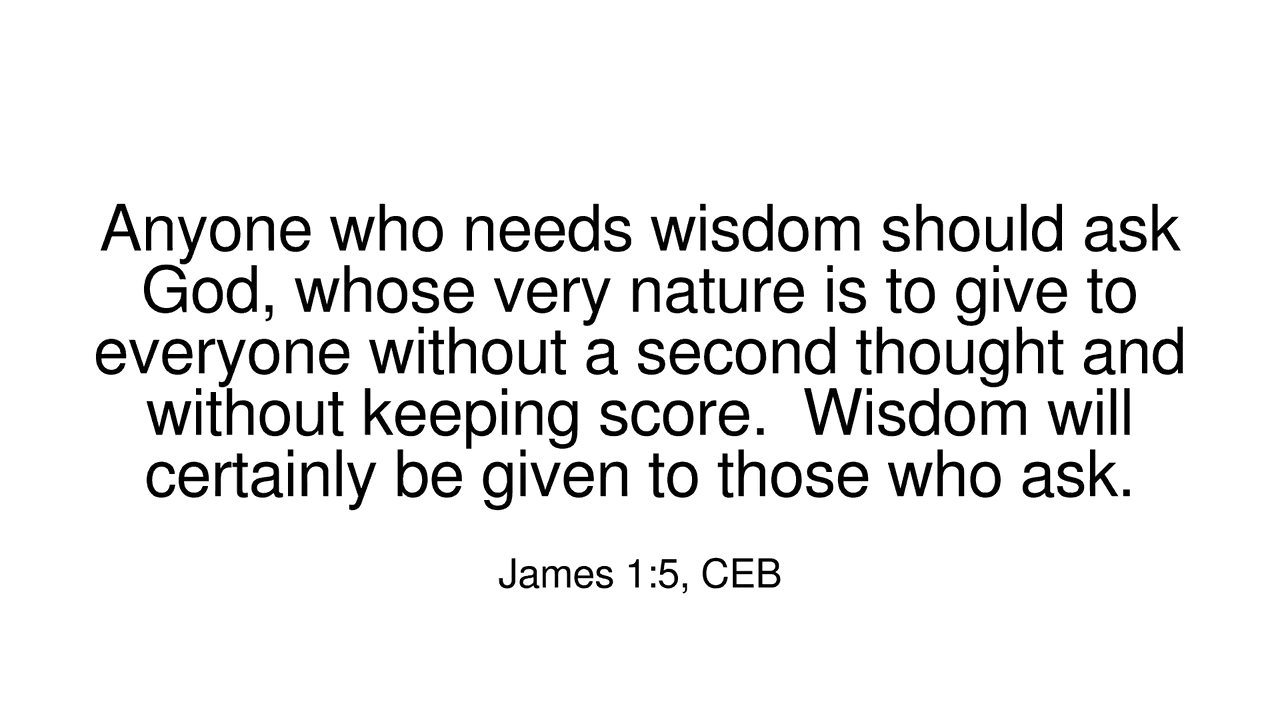 Anyone who needs wisdom should ask
God, whose very nature is to give to
everyone without a second thought and
without keeping score.  Wisdom will
certainly be given to those who ask.
James 1:5, CEB